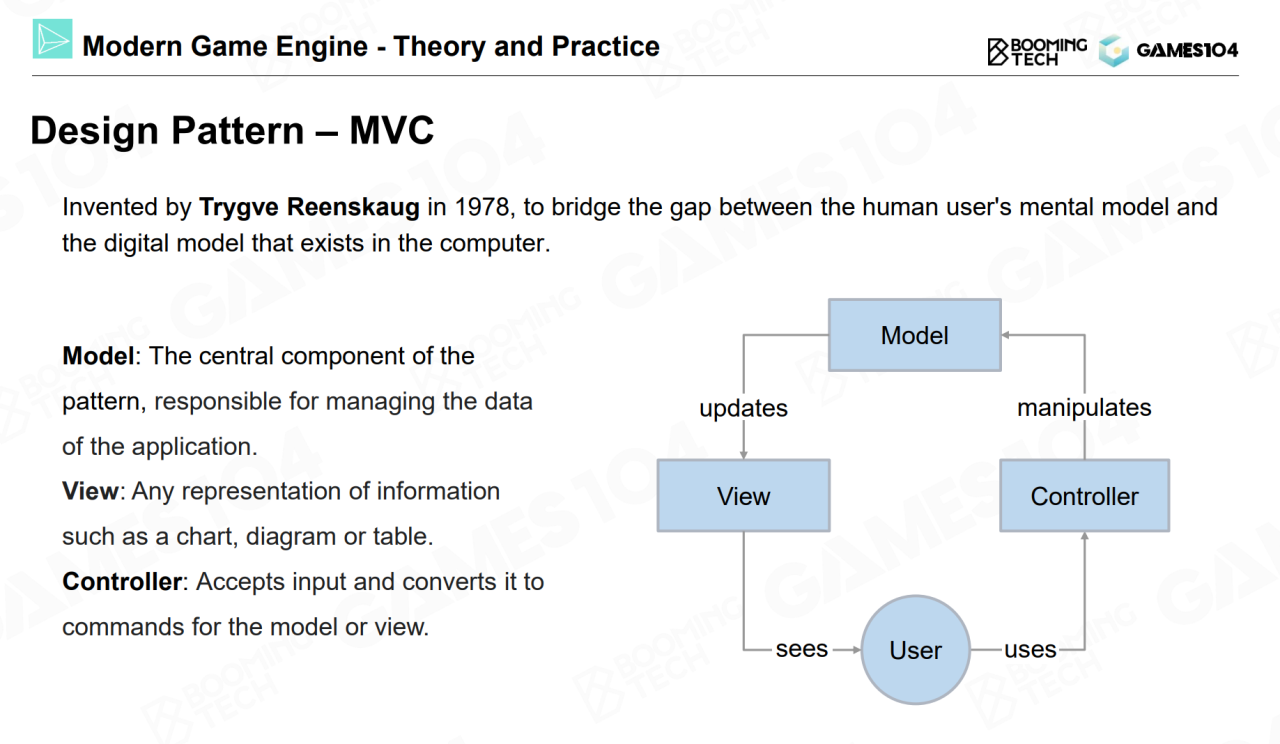 Modern Game Engine - Theory and Practice
BOOMING
TECH
GAMES104
Design Pattern – MVC
Invented by Trygve Reenskaug in 1978, to bridge the gap between the human user's mental model and
the digital model that exists in the computer.
Model: The central component of the
pattern, responsible for managing the data
of the application.
View: Any representation of information
such as a chart, diagram or table.
Controller: Accepts input and converts it to
commands for the model or view.
Model
updates
manipulates
View
Controller
sees
User
uses